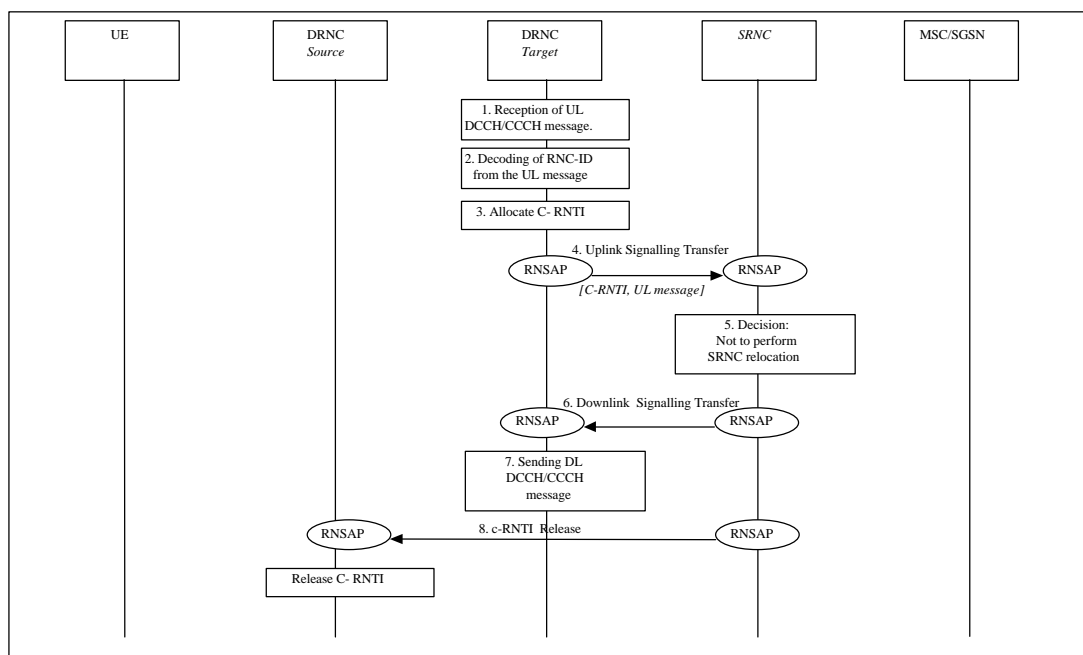 UE
DRNC
Source
DRNC
Target
SRNC
MSC/SGSN
1. Reception of UL
DCCH/CCCH message.
2. Decoding of RNC-ID
from the UL message
3. Allocate C- RNTI
4. Uplink Signalling Transfer
RNSAP
RNSAP
[C-RNTI, UL message]
5. Decision:
Not to perform
SRNC relocation
6. Downlink Signalling Transfer
RNSAP
RNSAP
7. Sending DL
DCCH/CCCH
message
8. c-RNTI Release
RNSAP
RNSAP
Release C- RNTI